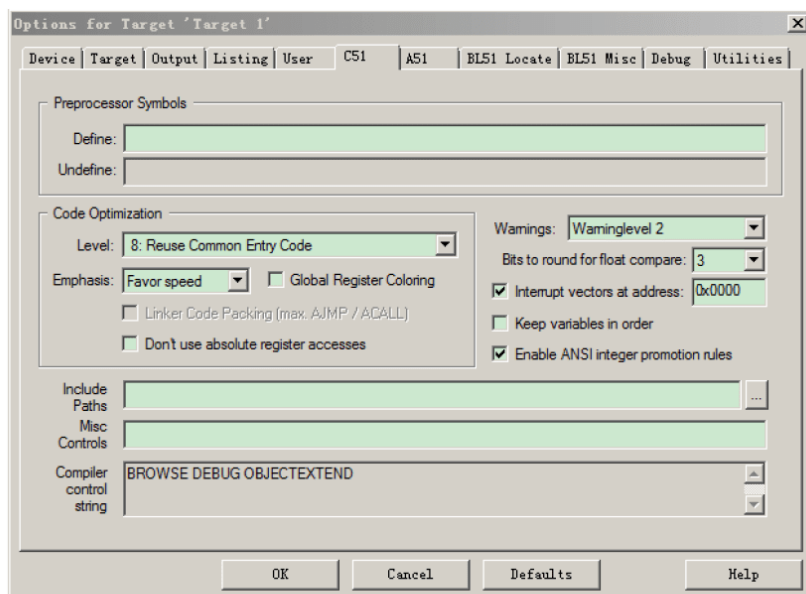 Options for Target 'Target 1'
Device Target Output Listing User C51 A51 BL51 Locate BL51 Misc Debug Utilities
Preprocessor Symbols
Define:
Undefine:
Code Optimization
Level: 8: Reuse Common Entry Code
Emphasis: Favor speed Global Register Coloring
Linker Code Packing (max. AJMP / ACALL)
Don't use absolute register accesses
Warnings: Warninglevel 2
Bits to round for float compare: 3
Interrupt vectors at address: 0x0000
Keep variables in order
Enable ANSI integer promotion rules
Include
Paths
...
Misc
Controls
Compiler
control
string
BROWSE DEBUG OBJECTEXTEND
OK Cancel Defaults Help